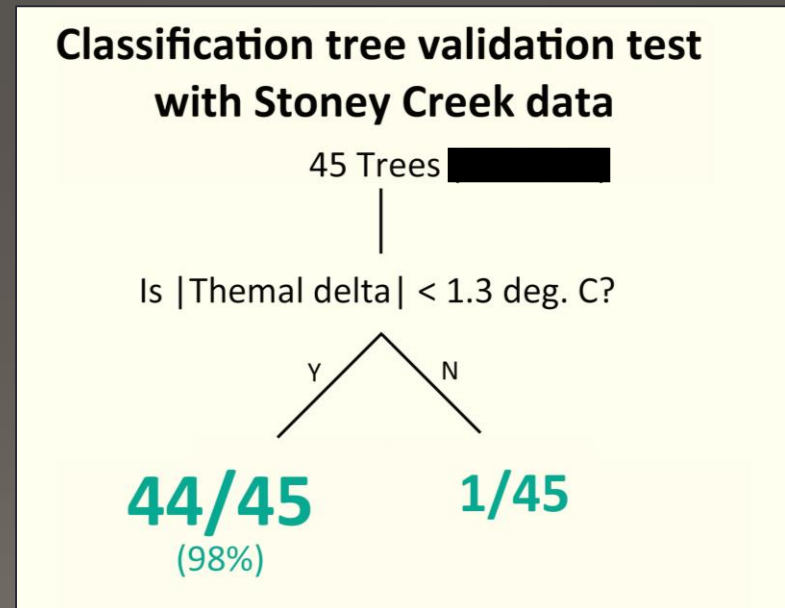 Classification tree validation test
with Stoney Creek data
45 Trees
Is |Themal delta| < 1.3 deg. C?
Y N
44/45 1/45
(98%)